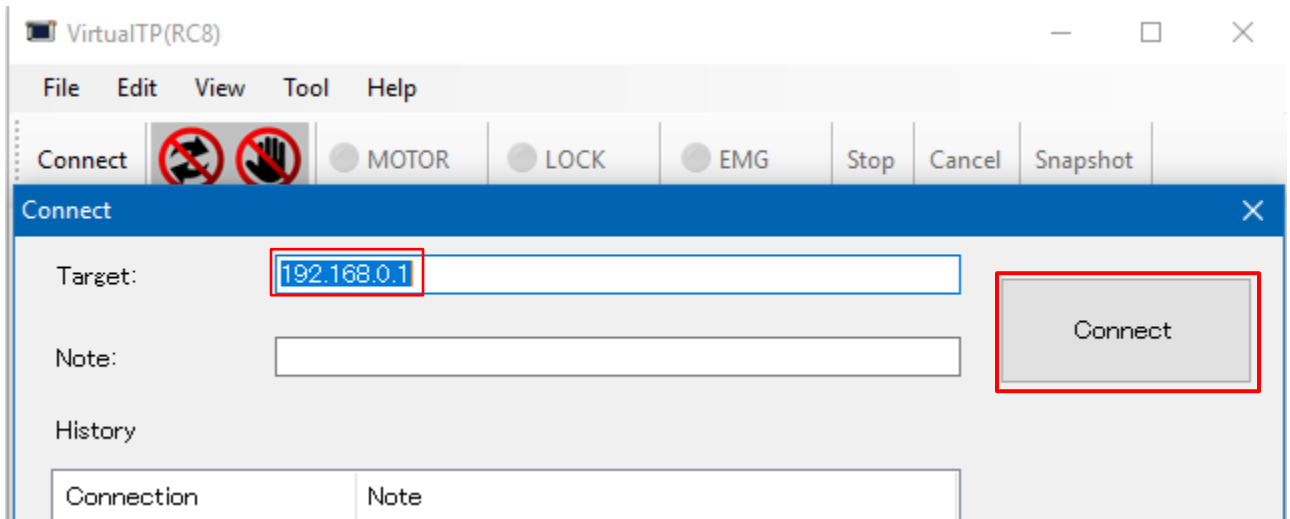 VirtualTP(RC8)
File Edit View Tool Help
Connect MOTOR LOCK EMG Stop Cancel Snapshot
Connect
Target: 192.168.0.1
Connect
Note:
History
Connection Note